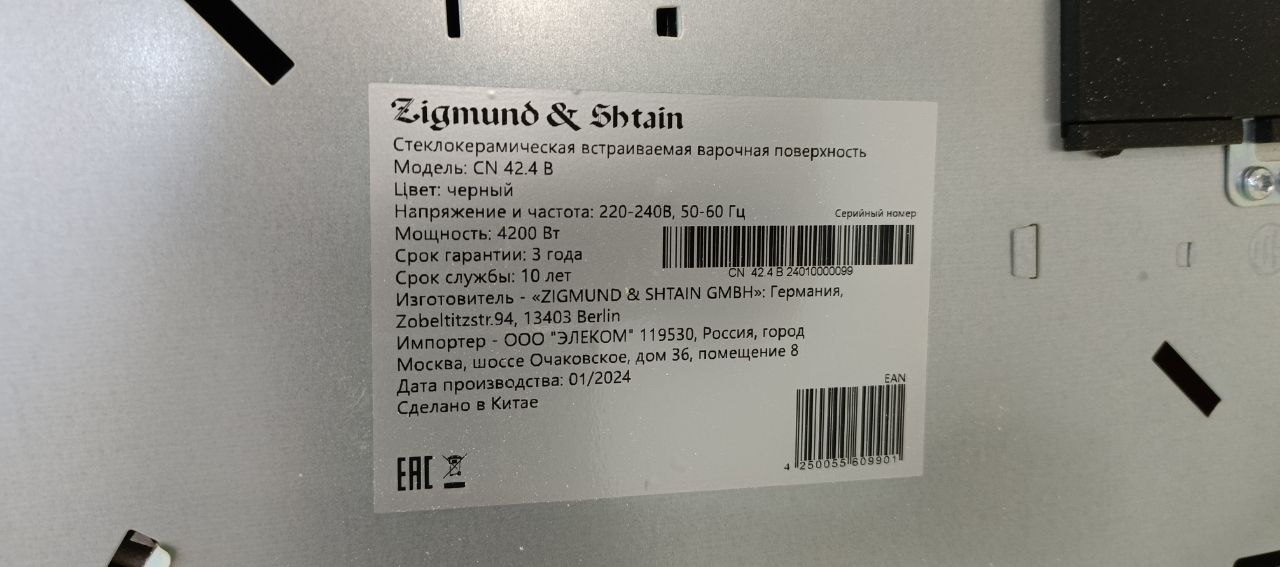 Zigmund & Shtain
Стеклокерамическая встраиваемая варочная поверхность
Модель: CN 42.4 B
Цвет: черный
Напряжение и частота: 220-240В, 50-60 Гц
Серийный номер
Мощность: 4200 Вт
Срок гарантии: 3 года
CN 42.4 B 24010000099
Срок службы: 10 лет
Изготовитель - «ZIGMUND & SHTAIN GMBH»: Германия,
Zobeltitzstr.94, 13403 Berlin
Импортер - ООО "ЭЛЕКОМ" 119530, Россия, город
Москва, шоссе Очаковское, дом 36, помещение 8
Дата производства: 01/2024
EAN
Сделано в Китае
4 250055 609901
EAC